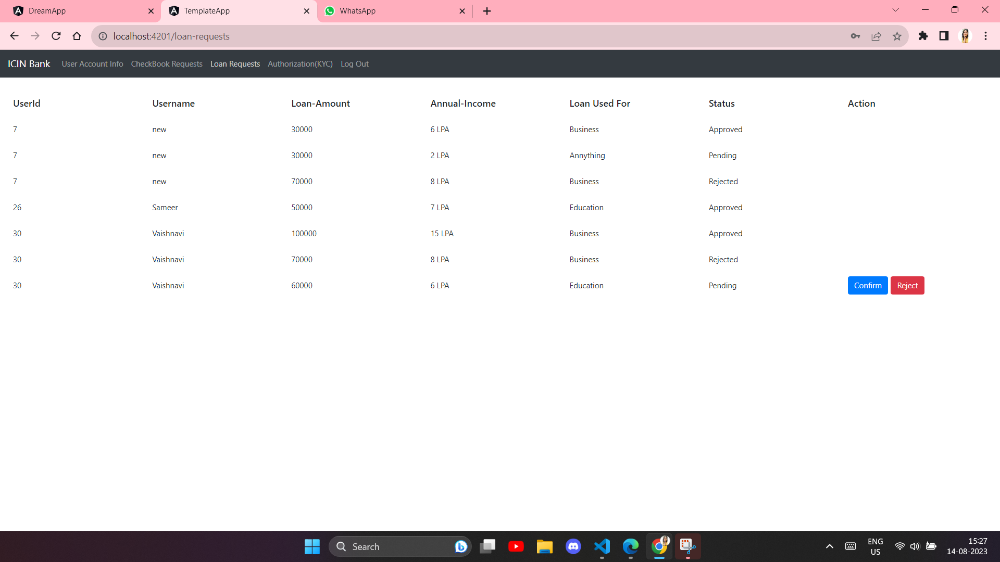 DreamApp TemplateApp WhatsApp
localhost:4201/loan-requests
ICIN Bank User Account Info CheckBook Requests Loan Requests Authorization(KYC) Log Out
UserId Username Loan-Amount Annual-Income Loan Used For Status Action
7 new 30000 6 LPA Business Approved
7 new 30000 2 LPA Annything Pending
7 new 70000 8 LPA Business Rejected
26 Sameer 50000 7 LPA Education Approved
30 Vaishnavi 100000 15 LPA Business Approved
30 Vaishnavi 70000 8 LPA Business Rejected
30 Vaishnavi 60000 6 LPA Education Pending Confirm Reject
Search
ENG
US
15:27
14-08-2023